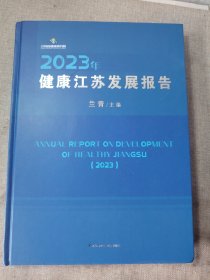 2023年
健康江苏发展报告
兰青 / 主编
ANNUAL REPORT ON DEVELOPMENT
OF HEALTHY JIANGSU
(2023)